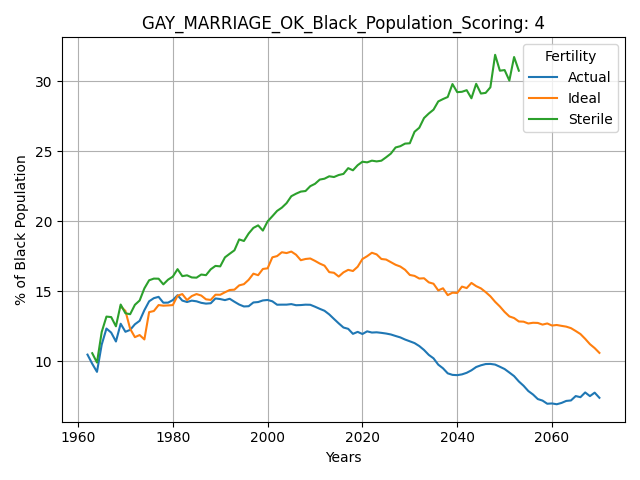 GAY_MARRIAGE_OK_Black_Population_Scoring: 4
% of Black Population
30
25
20
15
10
Fertility
Actual
Ideal
Sterile
1960 1980 2000 2020 2040 2060
Years